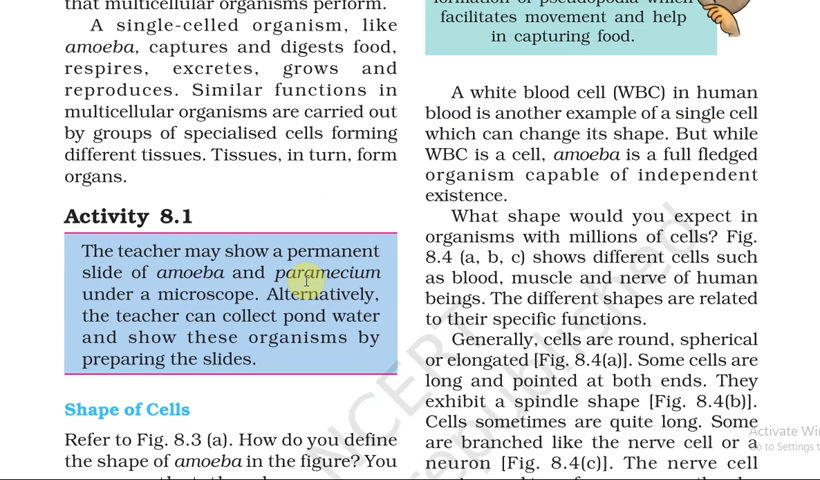 that multicellular organisms perform.
A single-celled organism, like
amoeba, captures and digests food,
respires, excretes, grows and
reproduces. Similar functions in
multicellular organisms are carried out
by groups of specialised cells forming
different tissues. Tissues, in turn, form
organs.
Activity 8.1
The teacher may show a permanent
slide of amoeba and paramecium
under a microscope. Alternatively,
the teacher can collect pond water
and show these organisms by
preparing the slides.
Shape of Cells
Refer to Fig. 8.3 (a). How do you define
the shape of amoeba in the figure? You
formation of pseudopodia which
facilitates movement and help
in capturing food.
A white blood cell (WBC) in human
blood is another example of a single cell
which can change its shape. But while
WBC is a cell, amoeba is a full fledged
organism capable of independent
existence.
What shape would you expect in
organisms with millions of cells? Fig.
8.4 (a, b, c) shows different cells such
as blood, muscle and nerve of human
beings. The different shapes are related
to their specific functions.
Generally, cells are round, spherical
or elongated [Fig. 8.4(a)]. Some cells are
long and pointed at both ends. They
exhibit a spindle shape [Fig. 8.4(b)].
Cells sometimes are quite long. Some
are branched like the nerve cell or a
neuron [Fig. 8.4(c)]. The nerve cell
NCERT
republished
Activate Win
to Settings t